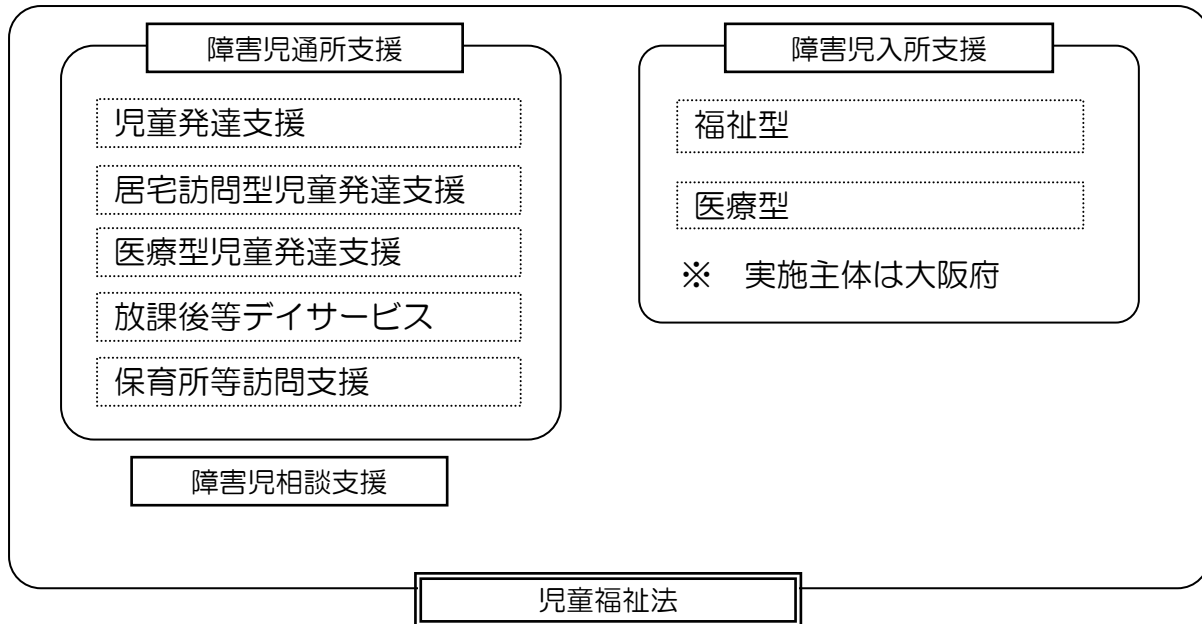 障害児通所支援
児童発達支援
居宅訪問型児童発達支援
医療型児童発達支援
放課後等デイサービス
保育所等訪問支援
障害児相談支援
障害児入所支援
福祉型
医療型
※ 実施主体は大阪府
児童福祉法